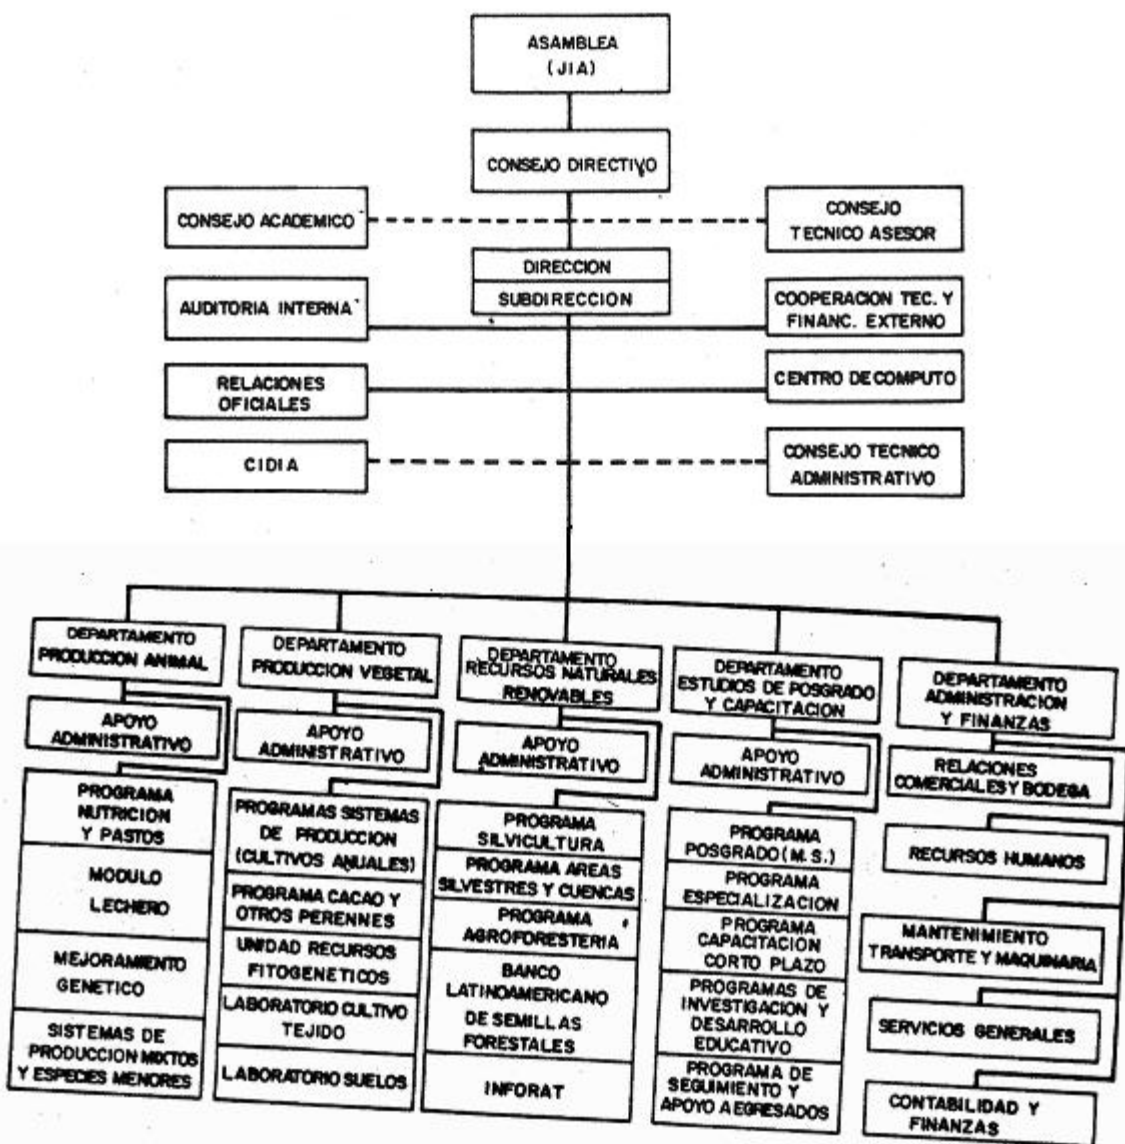 ASAMBLEA
(JIA)
CONSEJO DIRECTIVO
CONSEJO ACADEMICO
CONSEJO
TECNICO ASESOR
DIRECCION
SUBDIRECCION
AUDITORIA INTERNA
COOPERACION TEC. Y
FINANC. EXTERNO
RELACIONES
OFICIALES
CENTRO DE COMPUTO
CIDIA
CONSEJO TECNICO
ADMINISTRATIVO
DEPARTAMENTO
PRODUCCION ANIMAL
APOYO
ADMINISTRATIVO
PROGRAMA
NUTRICION
Y PASTOS
MODULO
LECHERO
MEJORAMIENTO
GENETICO
SISTEMAS DE
PRODUCCION MIXTOS
Y ESPECIES MENORES
DEPARTAMENTO
PRODUCCION VEGETAL
APOYO
ADMINISTRATIVO
PROGRAMAS SISTEMAS
DE PRODUCCION
(CULTIVOS ANUALES)
PROGRAMA CACAO Y
OTROS PERENNES
UNIDAD RECURSOS
FITOGENETICOS
LABORATORIO CULTIVO
TEJIDO
LABORATORIO SUELOS
DEPARTAMENTO
RECURSOS NATURALES
RENOVABLES
APOYO
ADMINISTRATIVO
PROGRAMA
SILVICULTURA
PROGRAMA AREAS
SILVESTRES Y CUENCAS
PROGRAMA
AGROFORESTERIA
BANCO
LATINOAMERICANO
DE SEMILLAS
FORESTALES
INFORAT
DEPARTAMENTO
ESTUDIOS DE POSGRADO
Y CAPACITACION
APOYO
ADMINISTRATIVO
PROGRAMA
POSGRADO (M. S.)
PROGRAMA
ESPECIALIZACION
PROGRAMA
CAPACITACION
CORTO PLAZO
PROGRAMAS DE
INVESTIGACION Y
DESARROLLO
EDUCATIVO
PROGRAMA DE
SEGUIMIENTO Y
APOYO A EGRESADOS
DEPARTAMENTO
ADMINISTRACION
Y FINANZAS
RELACIONES
COMERCIALES Y BODEGA
RECURSOS HUMANOS
MANTENIMIENTO
TRANSPORTE Y MAQUINARIA
SERVICIOS GENERALES
CONTABILIDAD Y
FINANZAS